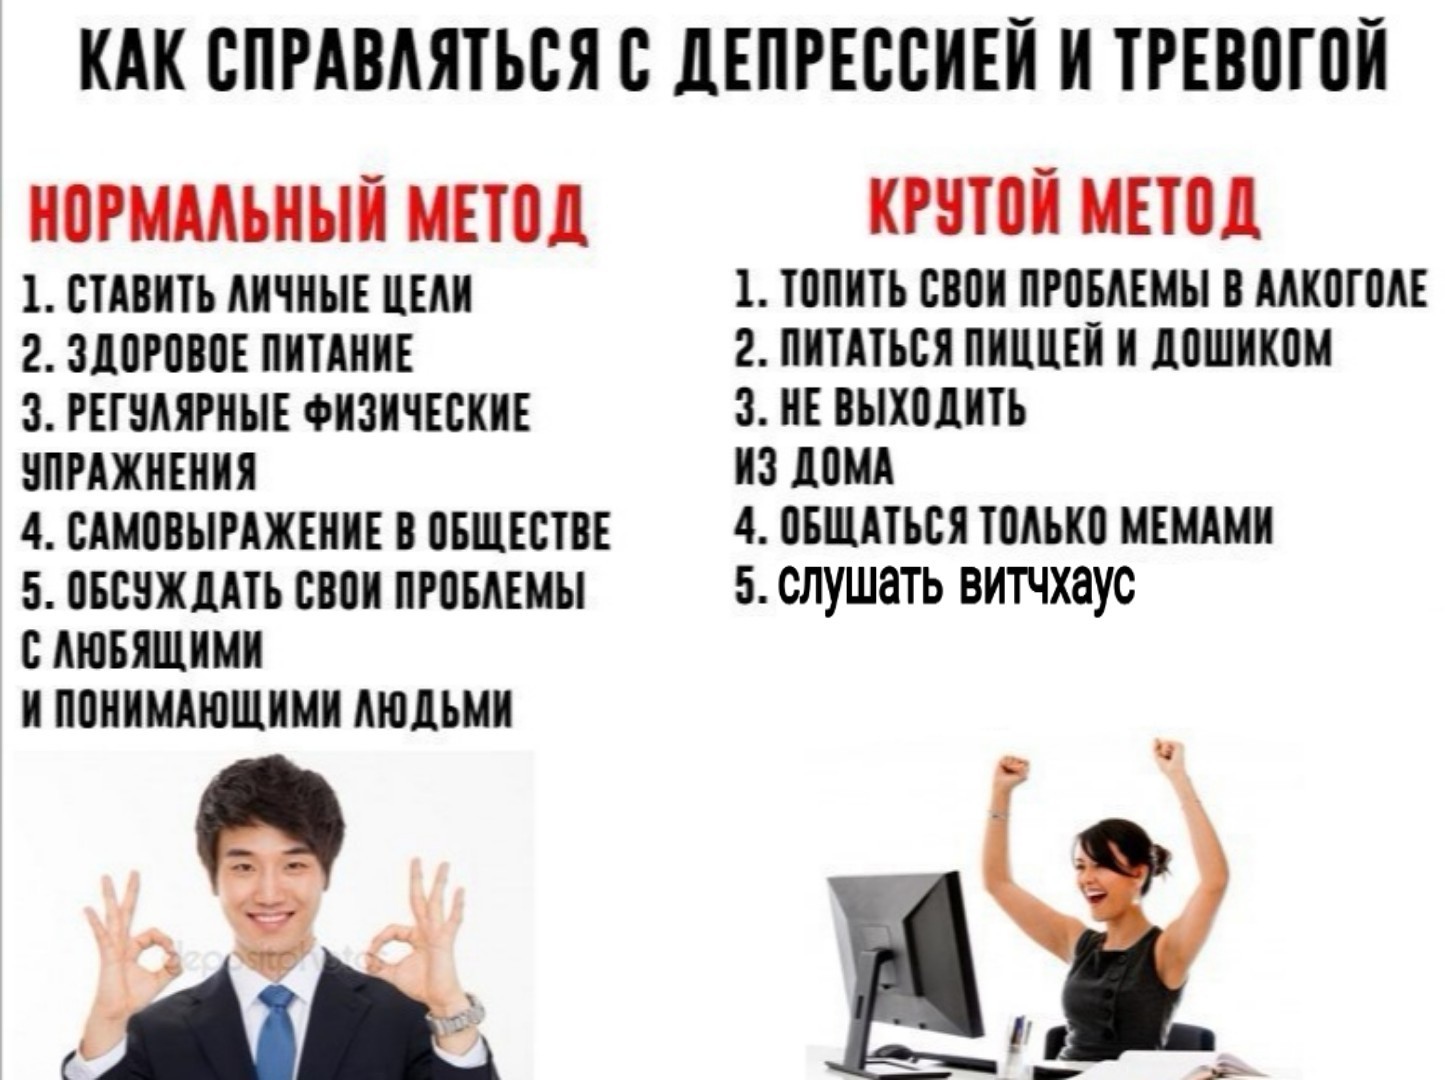 КАК СПРАВЛЯТЬСЯ С ДЕПРЕССИЕЙ И ТРЕВОГОЙ
НОРМАЛЬНЫЙ МЕТОД
1. СТАВИТЬ ЛИЧНЫЕ ЦЕЛИ
2. ЗДОРОВОЕ ПИТАНИЕ
3. РЕГУЛЯРНЫЕ ФИЗИЧЕСКИЕ
УПРАЖНЕНИЯ
4. САМОВЫРАЖЕНИЕ В ОБЩЕСТВЕ
5. ОБСУЖДАТЬ СВОИ ПРОБЛЕМЫ
С ЛЮБЯЩИМИ
И ПОНИМАЮЩИМИ ЛЮДЬМИ
КРУТОЙ МЕТОД
1. ТОПИТЬ СВОИ ПРОБЛЕМЫ В АЛКОГОЛЕ
2. ПИТАТЬСЯ ПИЦЦЕЙ И ДОШИКОМ
3. НЕ ВЫХОДИТЬ
ИЗ ДОМА
4. ОБЩАТЬСЯ ТОЛЬКО МЕМАМИ
5. слушать витчхаус
depositphotos